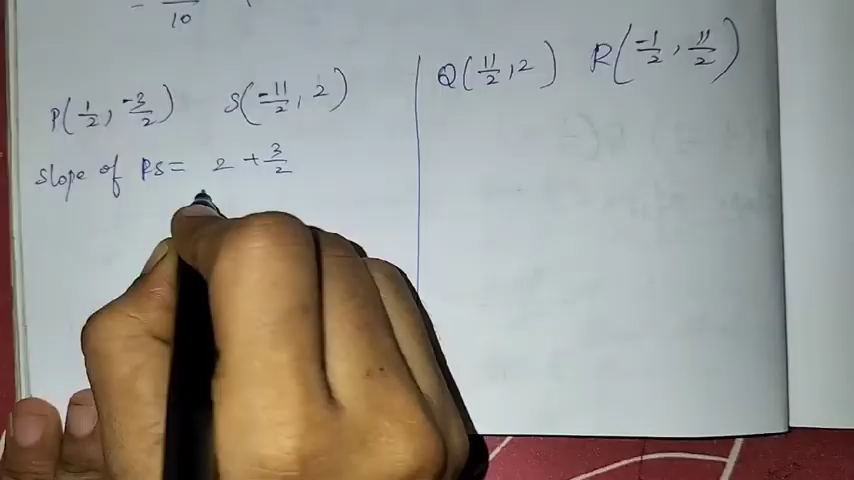 - /10
P(1/2, -3/2) S(-11/2, 2)
Slope of PS = 2 + 3/2
Q(11/2, 2) R(-1/2, 11/2)